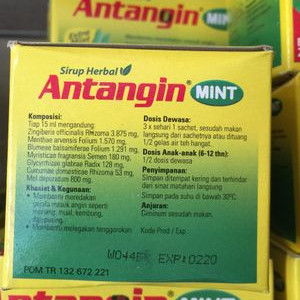 Sirup Herbal
Antangin MINT
Komposisi:
Tiap 15 ml mengandung:
Zingiberis officinalis Rhizoma 3.875 mg,
Menthae arvensis Folium 1.570 mg,
Blumeae balsamiferae Folium 1.291 mg,
Myristicae fragransis Semen 180 mg,
Glycyrrhizae glabrae Radix 128 mg,
Curcumae domesticae Rhizoma 53 mg,
Mel depuratum 800 mg.
Khasiat & Kegunaan:
• Membantu meredakan
gejala masuk angin seperti
meriang, mual, kembung,
• Membantu melegakan tenggorokan.
POM TR 132 672 221
Dosis Dewasa:
3 x sehari 1 sachet, sesudah makan
langsung dari sachetnya atau dituang
1/2 gelas air teh hangat.
Dosis Anak-anak (6-12 thn):
1/2 dosis dewasa
Penyimpanan:
Simpan ditempat kering dan terhindar
dari sinar matahari langsung
Simpan pada suhu di bawah 30°C
Anjuran:
Diminum sesudah makan.
Kode Prod / Exp.
EXP 0220